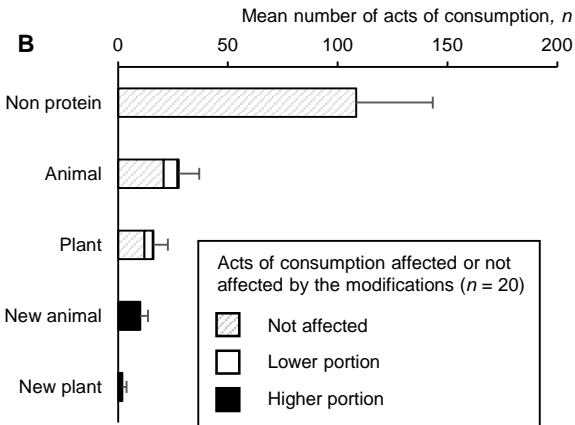 Mean number of acts of consumption, n
B
0 50 100 150 200
Non protein
Animal
Plant
New animal
New plant
Acts of consumption affected or not
affected by the modifications (n = 20)
Not affected
Lower portion
Higher portion